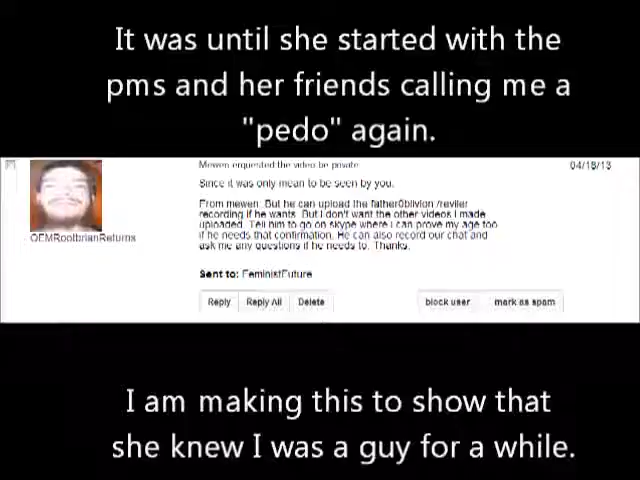 It was until she started with the
pms and her friends calling me a
"pedo" again.
Mewen erquested the video be private
04/18/13
Since it was only mean to be seen by you.
From mewen: But he can upload the father0blivion /reviler
recording if he wants. But I don't want the other videos I made
uploaded. Tell him to go on skype where I can prove my age too
if he needs that confirmation. He can also record our chat and
ask me any questions if he needs to. Thanks.
OEMRootbrianReturns
Sent to: FeministFuture
Reply Reply All Delete block user mark as spam
I am making this to show that
she knew I was a guy for a while.